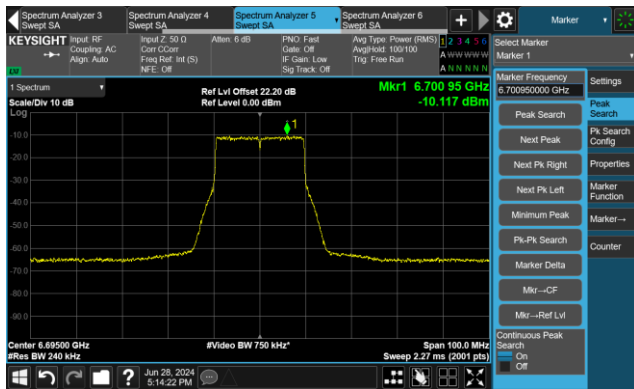 Spectrum Analyzer 3
Swept SA
Spectrum Analyzer 4
Swept SA
Spectrum Analyzer 5
Swept SA
Spectrum Analyzer 6
Swept SA
+
Marker
KEYSIGHT
Input: RF
Coupling: AC
Align: Auto
Input Z: 50 Ω
Corr CCorr
Freq Ref: Int (S)
NFE: Off
Atten: 6 dB
PNO: Fast
Gate: Off
IF Gain: Low
Sig Track: Off
Avg Type: Power (RMS)
Avg|Hold: 100/100
Trig: Free Run
1 2 3 4 5 6
A W W W W W
A N N N N N
Select Marker
Marker 1
1 Spectrum
Scale/Div 10 dB
Log
Ref Lvl Offset 22.20 dB
Ref Level 0.00 dBm
Mkr1 6.700 95 GHz
-10.117 dBm
1
-10.0
-20.0
-30.0
-40.0
-50.0
-60.0
-70.0
-80.0
-90.0
Center 6.69500 GHz
#Res BW 240 kHz
#Video BW 750 kHz*
Span 100.0 MHz
Sweep 2.27 ms (2001 pts)
Marker Frequency
6.700950000 GHz
Peak Search
Next Peak
Next Pk Right
Next Pk Left
Minimum Peak
Pk-Pk Search
Marker Delta
Mkr→CF
Mkr→Ref Lvl
Continuous Peak
Search
On
Off
Settings
Peak
Search
Pk Search
Config
Properties
Marker
Function
Marker→
Counter
?
Jun 28, 2024
5:14:22 PM